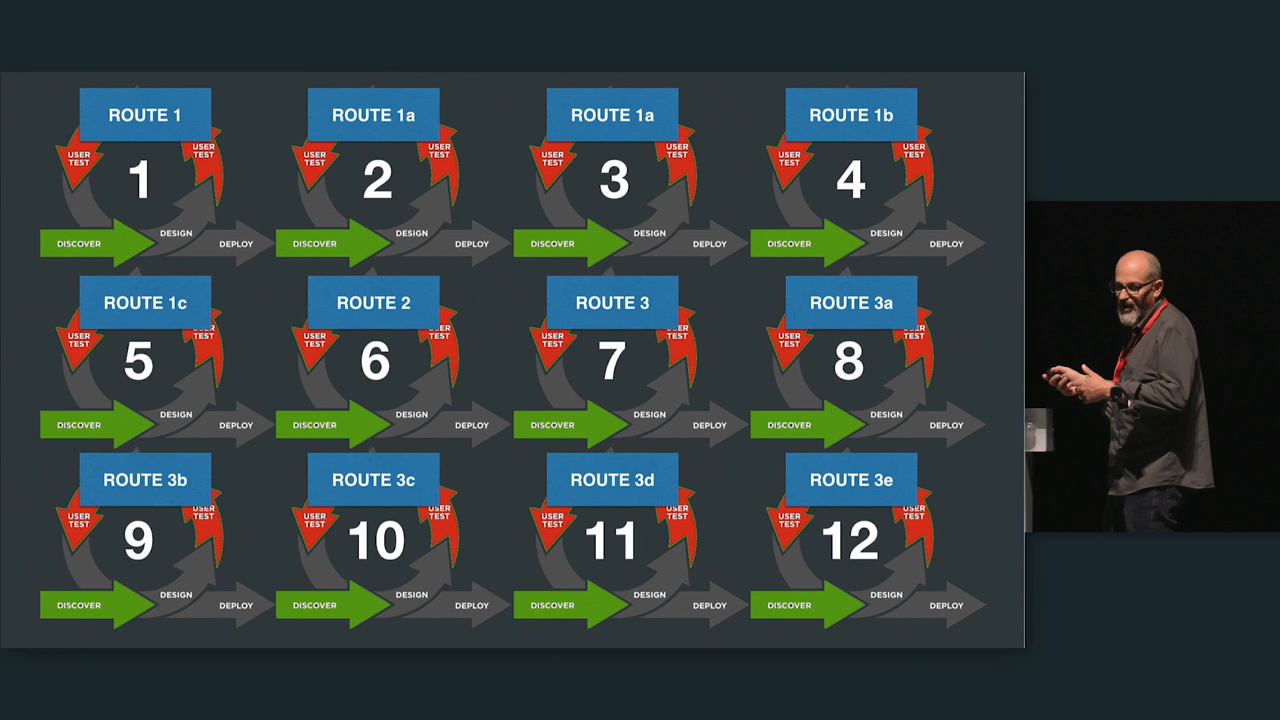 ROUTE 1
ROUTE 1a
ROUTE 1a
ROUTE 1b
USER TEST
1
USER TEST
USER TEST
2
USER TEST
USER TEST
3
USER TEST
USER TEST
4
USER TEST
DISCOVER
DESIGN
DEPLOY
DISCOVER
DESIGN
DEPLOY
DISCOVER
DESIGN
DEPLOY
DISCOVER
DESIGN
DEPLOY
ROUTE 1c
ROUTE 2
ROUTE 3
ROUTE 3a
USER TEST
5
USER TEST
USER TEST
6
USER TEST
USER TEST
7
USER TEST
USER TEST
8
USER TEST
DISCOVER
DESIGN
DEPLOY
DISCOVER
DESIGN
DEPLOY
DISCOVER
DESIGN
DEPLOY
DISCOVER
DESIGN
DEPLOY
ROUTE 3b
ROUTE 3c
ROUTE 3d
ROUTE 3e
USER TEST
9
USER TEST
USER TEST
10
USER TEST
USER TEST
11
USER TEST
USER TEST
12
USER TEST
DISCOVER
DESIGN
DEPLOY
DISCOVER
DESIGN
DEPLOY
DISCOVER
DESIGN
DEPLOY
DISCOVER
DESIGN
DEPLOY